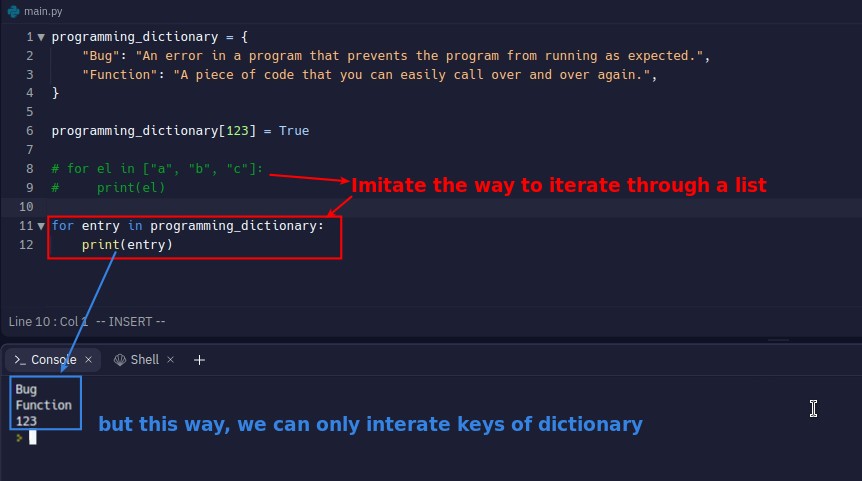 main.py
1 programming_dictionary = {
2     "Bug": "An error in a program that prevents the program from running as expected.",
3     "Function": "A piece of code that you can easily call over and over again.",
4 }
5
6 programming_dictionary[123] = True
7
8 # for el in ["a", "b", "c"]:
9 #     print(el)
Imitate the way to iterate through a list
10
11 for entry in programming_dictionary:
12     print(entry)
Line 10 : Col 1 -- INSERT --
>_ Console × Shell × +
Bug
Function
123
but this way, we can only interate keys of dictionary
>